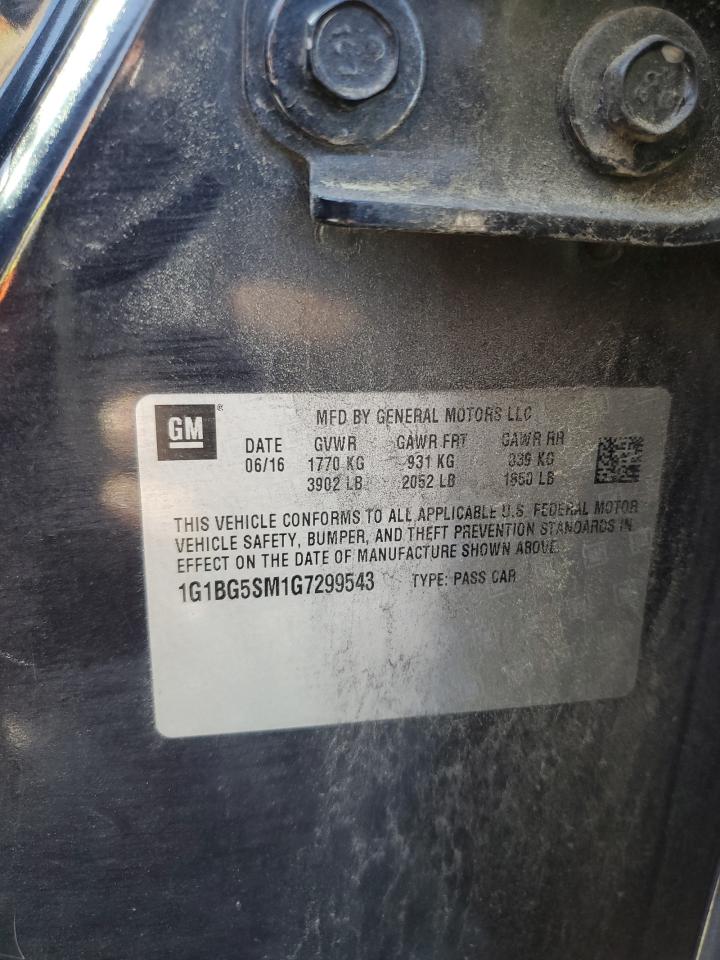 GM ®
MFD BY GENERAL MOTORS LLC
DATE GVWR GAWR FRT GAWR RR
06/16 1770 KG 931 KG 839 KG
3902 LB 2052 LB 1850 LB
THIS VEHICLE CONFORMS TO ALL APPLICABLE U.S. FEDERAL MOTOR
VEHICLE SAFETY, BUMPER, AND THEFT PREVENTION STANDARDS IN
EFFECT ON THE DATE OF MANUFACTURE SHOWN ABOVE.
1G1BG5SM1G7299543 TYPE: PASS CAR